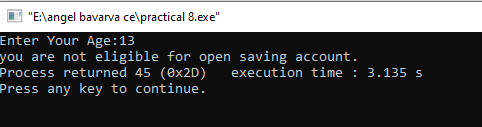 "E:\angel bavarva ce\practical 8.exe"
Enter Your Age:13
you are not eligible for open saving account.
Process returned 45 (0x2D)   execution time : 3.135 s
Press any key to continue.